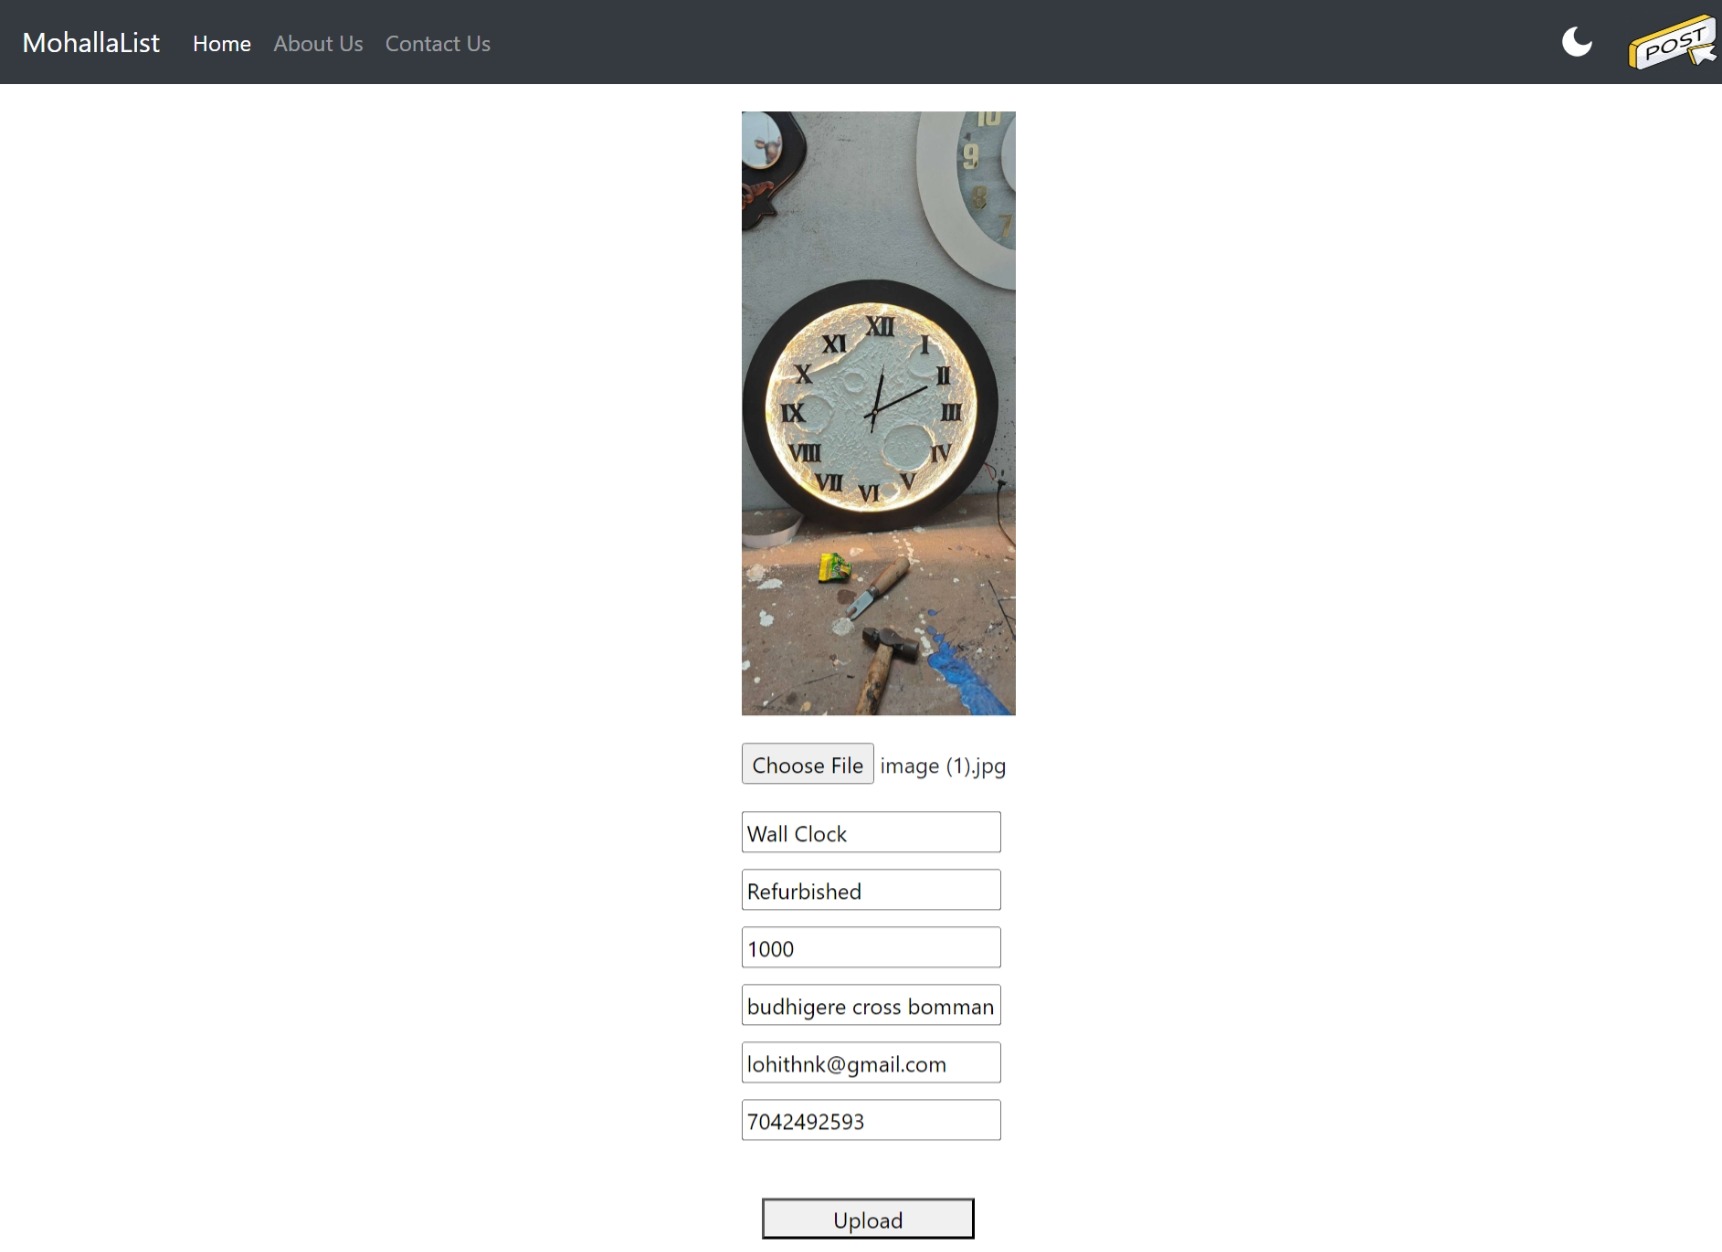 MohallaList Home About Us Contact Us
POST
10
9
8
7
XII
XI I
X II
IX III
VIII IV
VII V
VI
Choose File image (1).jpg
Wall Clock
Refurbished
1000
budhigere cross bomman
lohithnk@gmail.com
7042492593
Upload